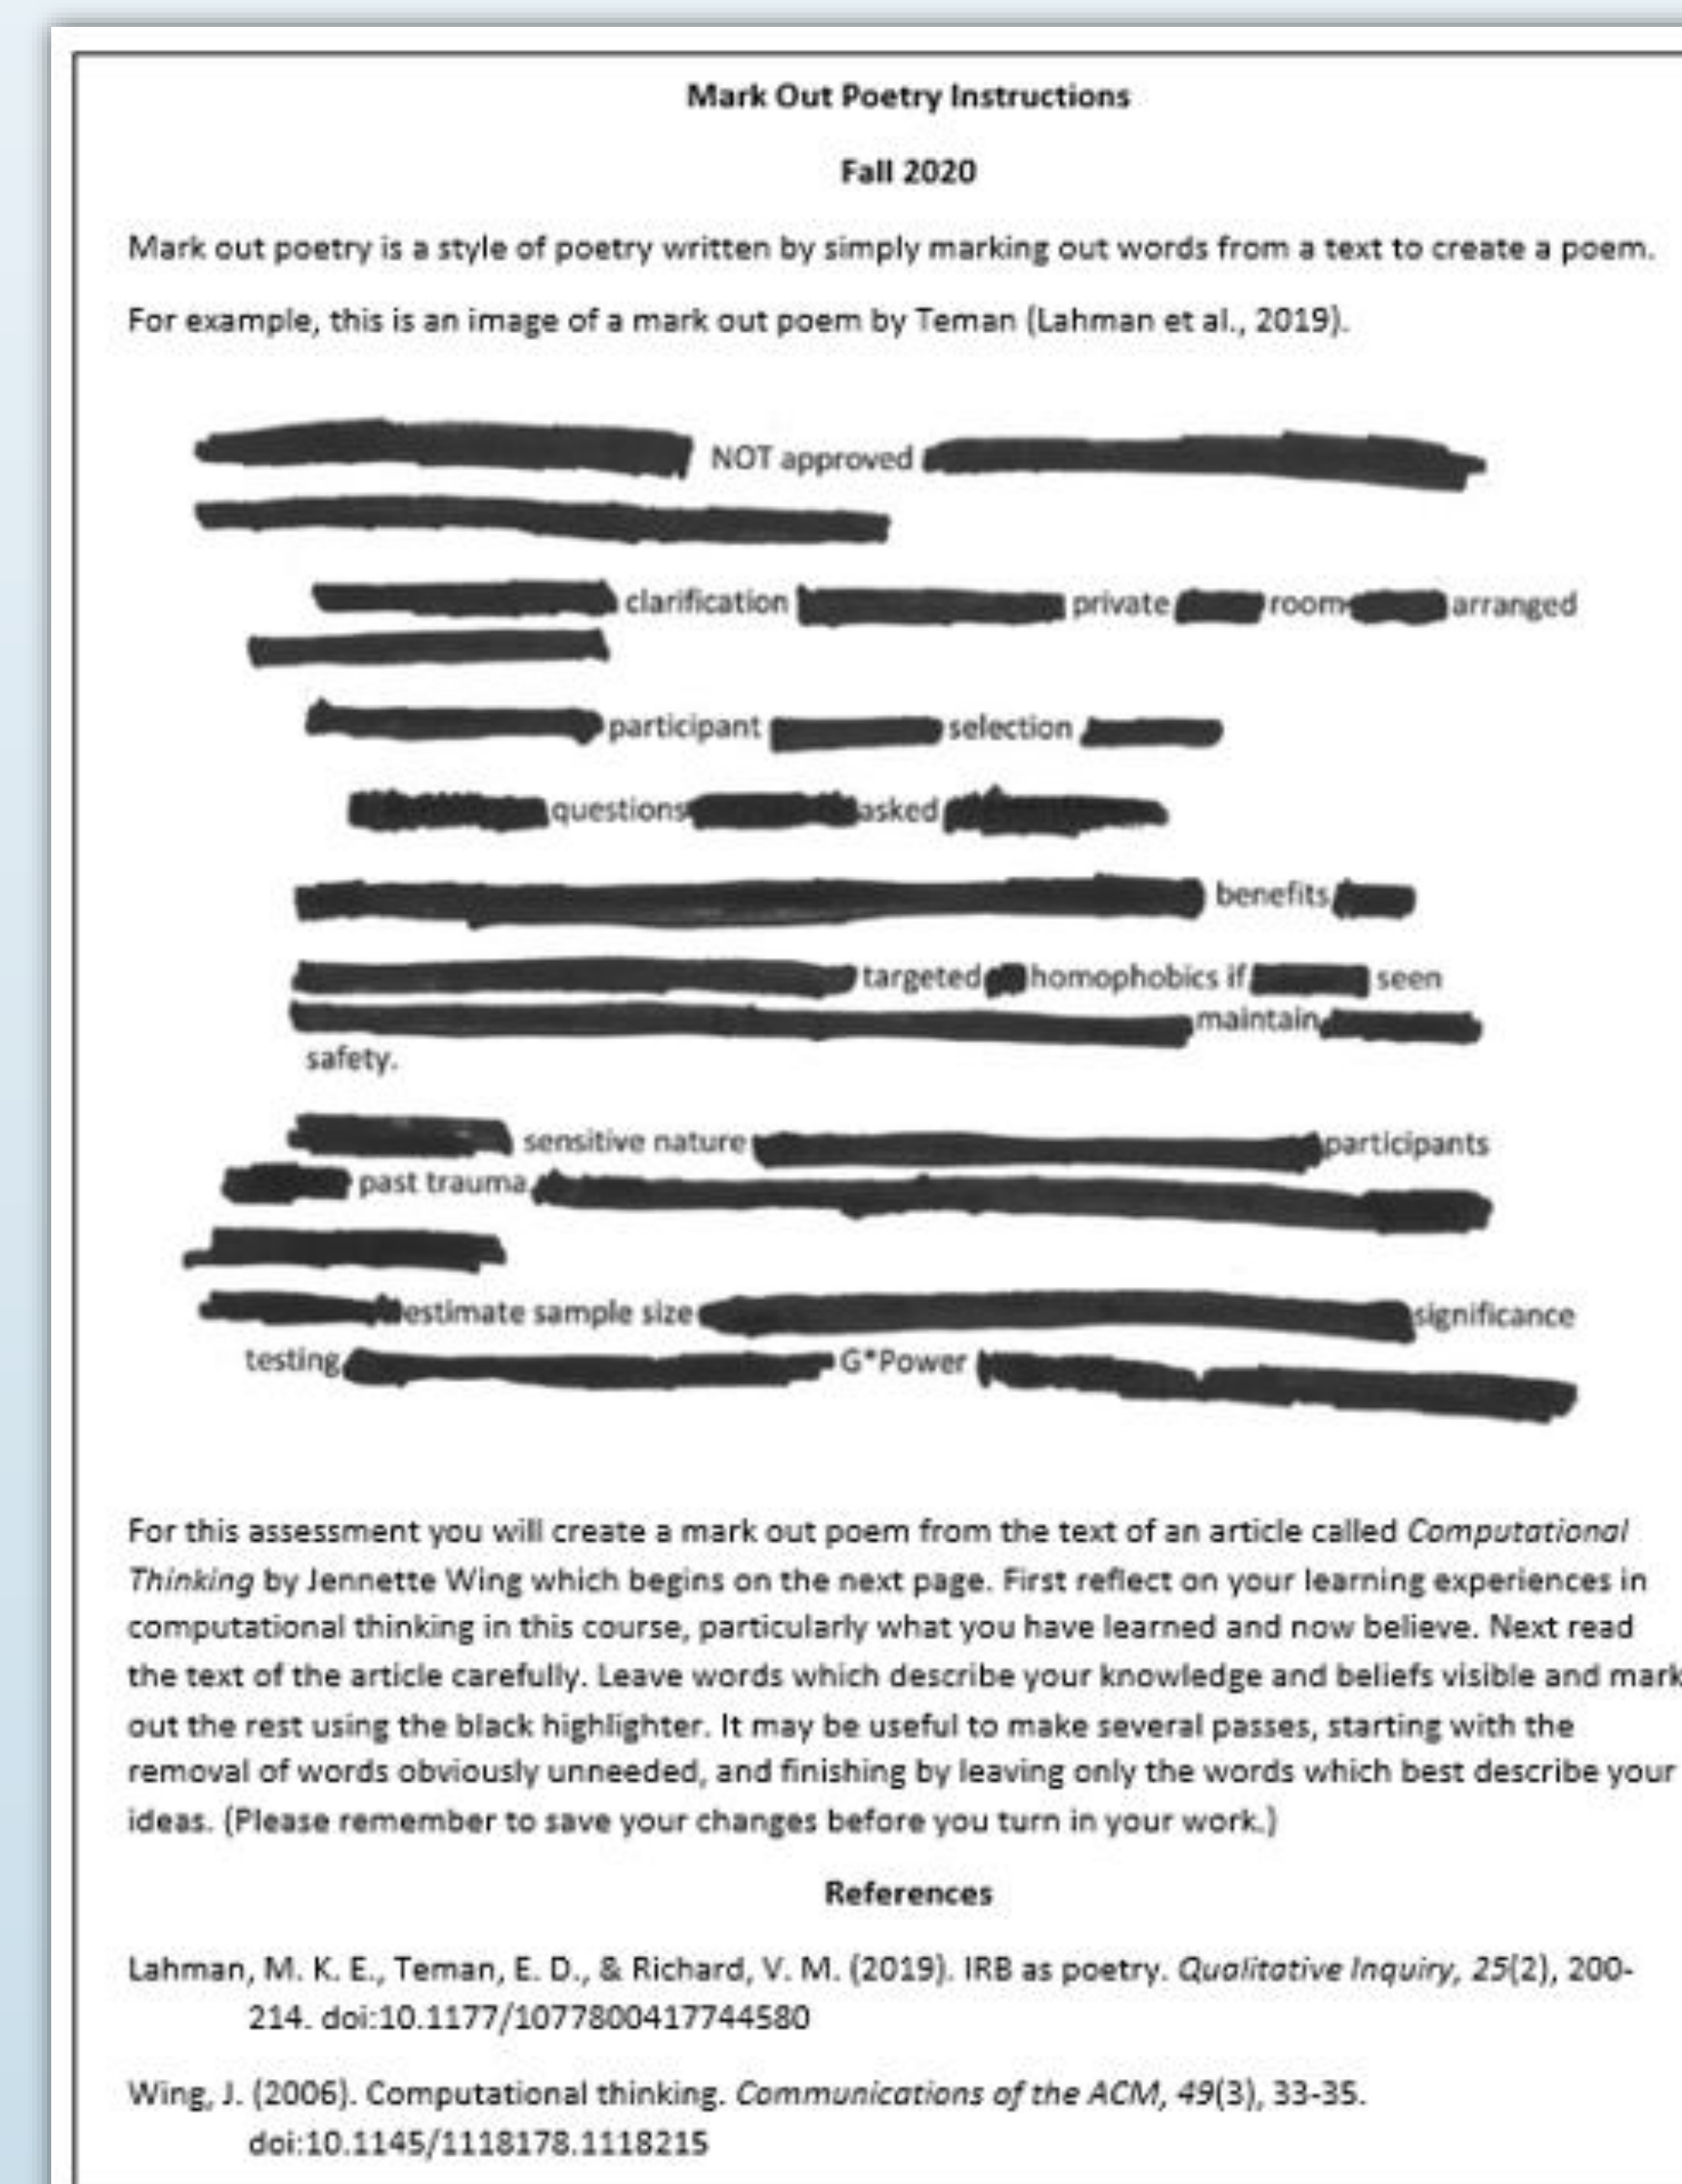 Mark Out Poetry Instructions
Fall 2020
Mark out poetry is a style of poetry written by simply marking out words from a text to create a poem.
For example, this is an image of a mark out poem by Teman (Lahman et al., 2019).
NOT approved
clarification private room arranged
participant selection
questions asked
benefits
targeted homophobics if seen
maintain
safety.
sensitive nature participants
past trauma
estimate sample size significance
testing G*Power
For this assessment you will create a mark out poem from the text of an article called Computational
Thinking by Jennette Wing which begins on the next page. First reflect on your learning experiences in
computational thinking in this course, particularly what you have learned and now believe. Next read
the text of the article carefully. Leave words which describe your knowledge and beliefs visible and mark
out the rest using the black highlighter. It may be useful to make several passes, starting with the
removal of words obviously unneeded, and finishing by leaving only the words which best describe your
ideas. (Please remember to save your changes before you turn in your work.)
References
Lahman, M. K. E., Teman, E. D., & Richard, V. M. (2019). IRB as poetry. Qualitative Inquiry, 25(2), 200-
214. doi:10.1177/1077800417744580
Wing, J. (2006). Computational thinking. Communications of the ACM, 49(3), 33-35.
doi:10.1145/1118178.1118215